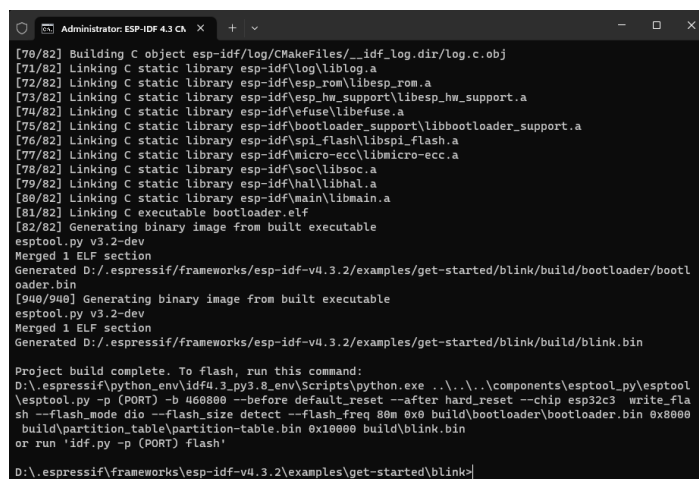 Administrator: ESP-IDF 4.3 CM
[70/82] Building C object esp-idf/log/CMakeFiles/__idf_log.dir/log.c.obj
[71/82] Linking C static library esp-idf\log\liblog.a
[72/82] Linking C static library esp-idf\esp_rom\libesp_rom.a
[73/82] Linking C static library esp-idf\esp_hw_support\libesp_hw_support.a
[74/82] Linking C static library esp-idf\efuse\libefuse.a
[75/82] Linking C static library esp-idf\bootloader_support\libbootloader_support.a
[76/82] Linking C static library esp-idf\spi_flash\libspi_flash.a
[77/82] Linking C static library esp-idf\micro-ecc\libmicro-ecc.a
[78/82] Linking C static library esp-idf\soc\libsoc.a
[79/82] Linking C static library esp-idf\hal\libhal.a
[80/82] Linking C static library esp-idf\main\libmain.a
[81/82] Linking C executable bootloader.elf
[82/82] Generating binary image from built executable
esptool.py v3.2-dev
Merged 1 ELF section
Generated D:/.espressif/frameworks/esp-idf-v4.3.2/examples/get-started/blink/build/bootloader/bootl
oader.bin
[940/940] Generating binary image from built executable
esptool.py v3.2-dev
Merged 1 ELF section
Generated D:/.espressif/frameworks/esp-idf-v4.3.2/examples/get-started/blink/build/blink.bin
Project build complete. To flash, run this command:
D:\.espressif\python_env\idf4.3_py3.8_env\Scripts\python.exe ..\..\..\components\esptool_py\esptool
\esptool.py -p (PORT) -b 460800 --before default_reset --after hard_reset --chip esp32c3  write_fla
sh --flash_mode dio --flash_size detect --flash_freq 80m 0x0 build\bootloader\bootloader.bin 0x8000
 build\partition_table\partition-table.bin 0x10000 build\blink.bin
or run 'idf.py -p (PORT) flash'
D:\.espressif\frameworks\esp-idf-v4.3.2\examples\get-started\blink>